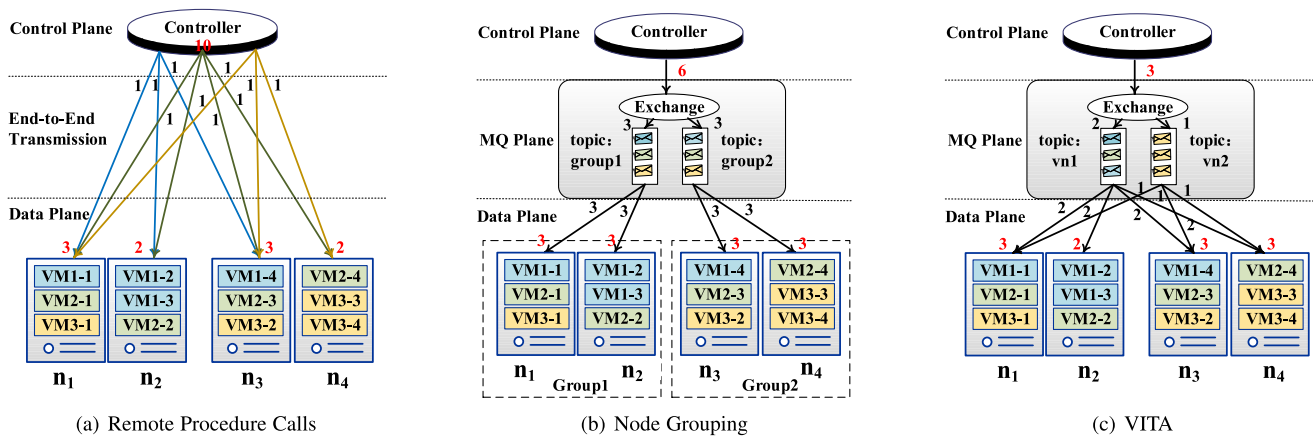 Control Plane
Controller
10
1 1 1 1 1 1
1 1 1 1
End-to-End
Transmission
Data Plane
3 2 3 2
VM1-1 VM1-2 VM1-4 VM2-4
VM2-1 VM1-3 VM2-3 VM3-3
VM3-1 VM2-2 VM3-2 VM3-4
n1 n2 n3 n4
(a) Remote Procedure Calls
Control Plane
Controller
6
Exchange
3 3
MQ Plane
topic:
group1
topic:
group2
Data Plane
3 3 3 3
3 3 3 3
VM1-1 VM1-2 VM1-4 VM2-4
VM2-1 VM1-3 VM2-3 VM3-3
VM3-1 VM2-2 VM3-2 VM3-4
n1 n2 n3 n4
Group1 Group2
(b) Node Grouping
Control Plane
Controller
3
Exchange
2 1
MQ Plane
topic:
vn1
topic:
vn2
Data Plane
1 1 1
2 2 2 2
3 2 3 3
VM1-1 VM1-2 VM1-4 VM2-4
VM2-1 VM1-3 VM2-3 VM3-3
VM3-1 VM2-2 VM3-2 VM3-4
n1 n2 n3 n4
(c) VITA